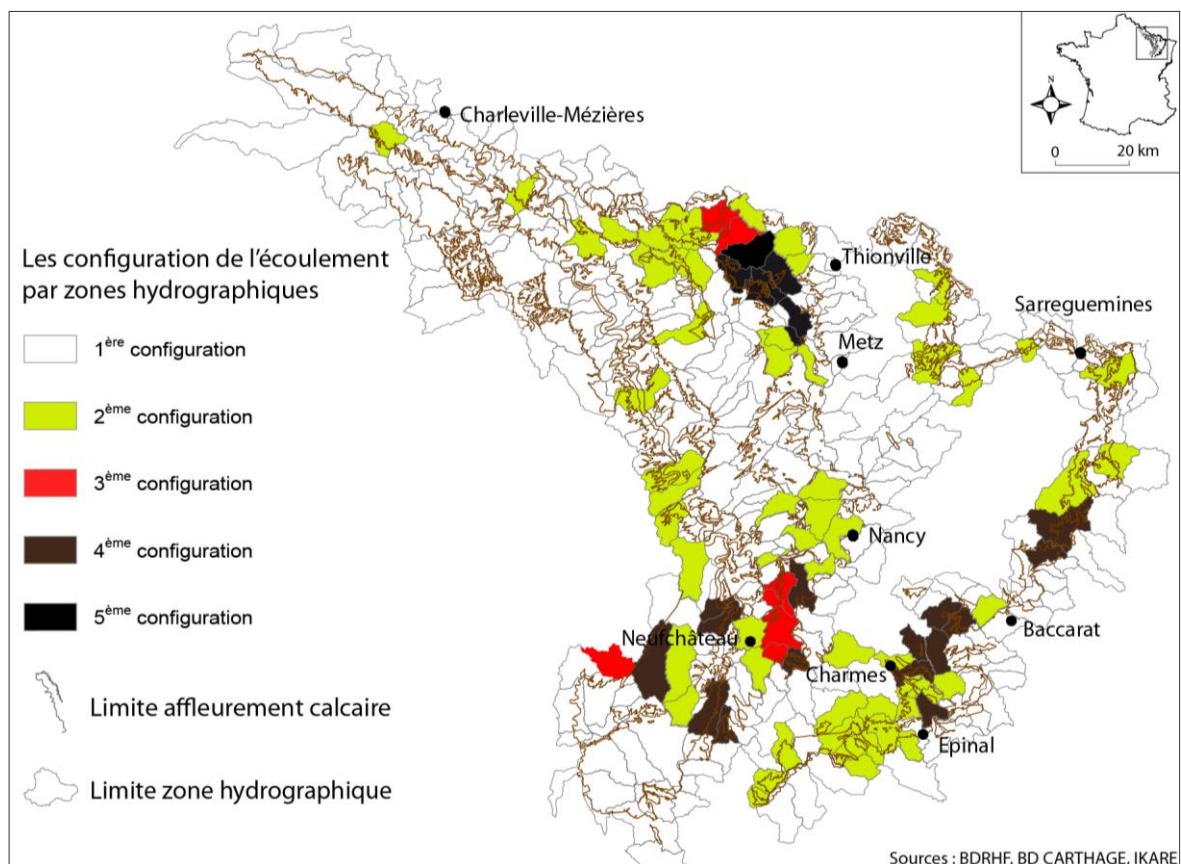 N
0 20 km
Charleville-Mézières
Les configuration de l'écoulement
par zones hydrographiques
1ère configuration
2ème configuration
3ème configuration
4ème configuration
5ème configuration
Limite affleurement calcaire
Limite zone hydrographique
Thionville
Sarreguemines
Metz
Nancy
Baccarat
Neufchâteau
Charmes
Epinal
Sources : BDRHF, BD CARTHAGE, IKARE